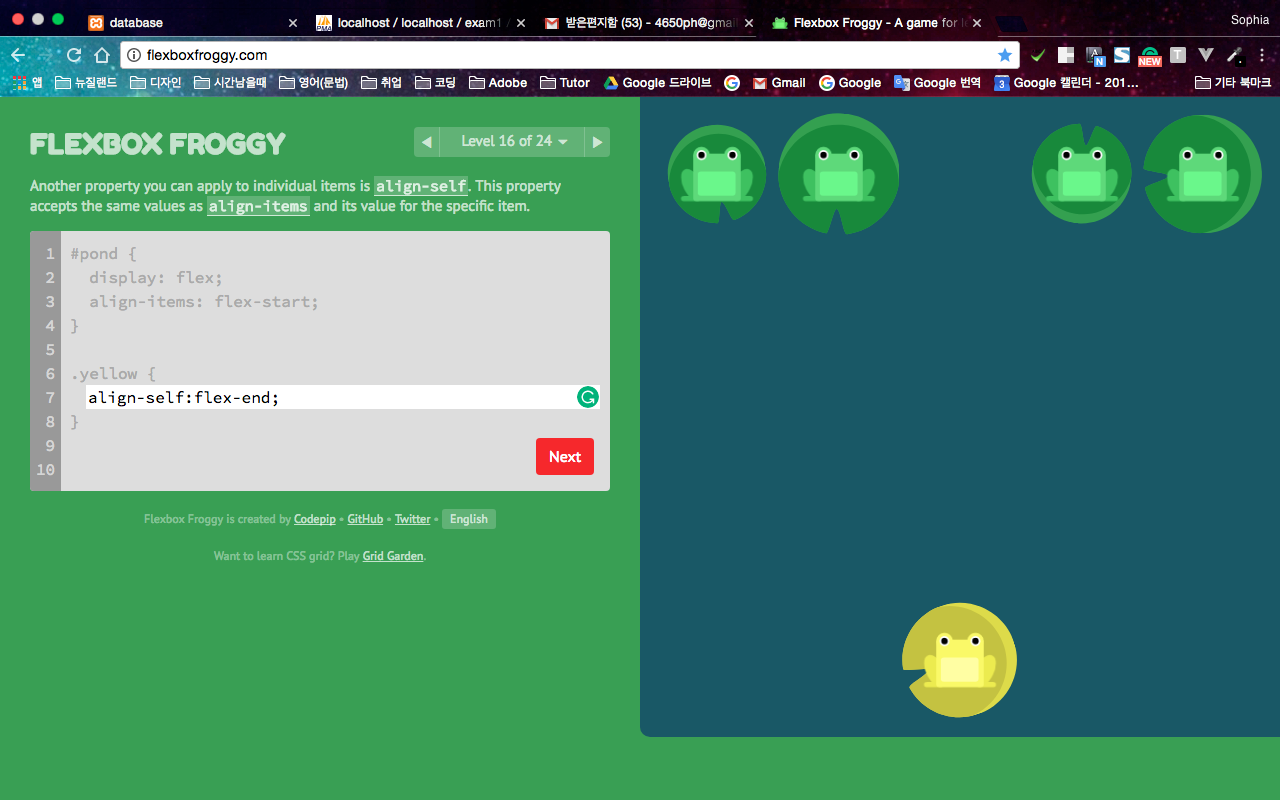 database
localhost / localhost / exam1 /
받은편지함 (53) - 4650ph@gmail
Flexbox Froggy - A game for
Sophia
flexboxfroggy.com
NEW
N
T
앱 뉴질랜드 디자인 시간남을때 영어(문법) 취업 코딩 Adobe Tutor Google 드라이브 Gmail Google Google 번역 3 Google 캘린더 - 201... 기타 북마크
FLEXBOX FROGGY
Level 16 of 24
Another property you can apply to individual items is align-self. This property
accepts the same values as align-items and its value for the specific item.
1 #pond {
2 display: flex;
3 align-items: flex-start;
4 }
5
6 .yellow {
7 align-self:flex-end;
8 }
9
10
Next
Flexbox Froggy is created by Codepip • GitHub • Twitter • English
Want to learn CSS grid? Play Grid Garden.